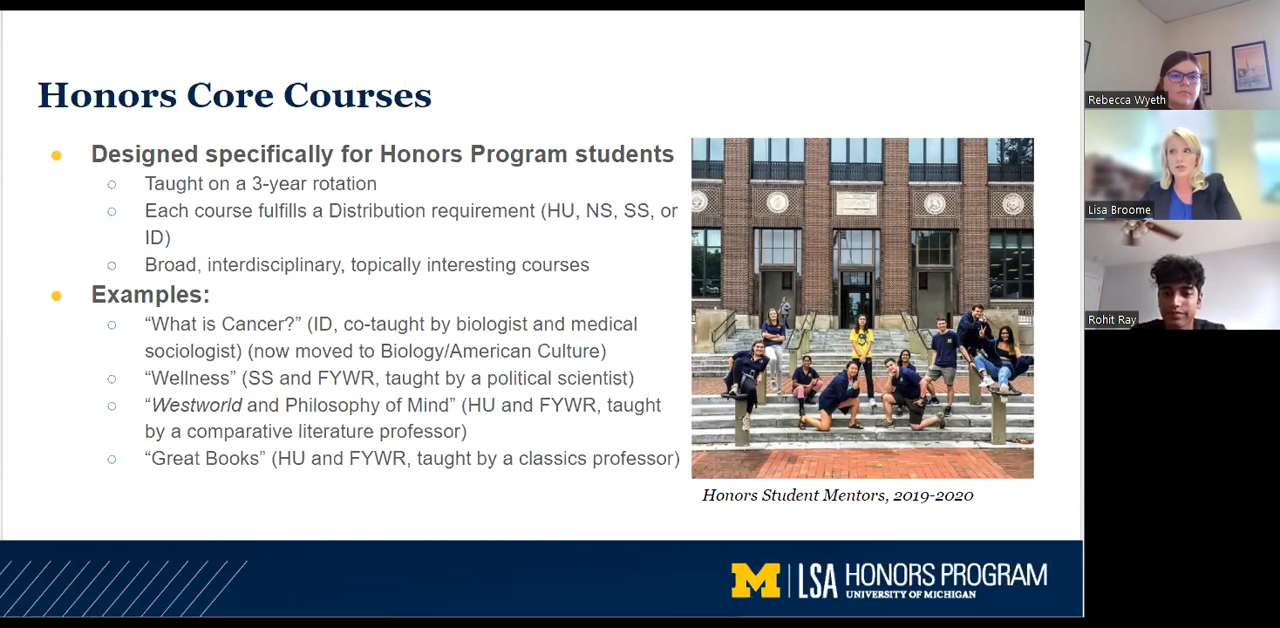 Honors Core Courses
Designed specifically for Honors Program students
Taught on a 3-year rotation
Each course fulfills a Distribution requirement (HU, NS, SS, or
ID)
Broad, interdisciplinary, topically interesting courses
Examples:
“What is Cancer?” (ID, co-taught by biologist and medical
sociologist) (now moved to Biology/American Culture)
“Wellness” (SS and FYWR, taught by a political scientist)
“Westworld and Philosophy of Mind” (HU and FYWR, taught
by a comparative literature professor)
“Great Books” (HU and FYWR, taught by a classics professor)
Honors Student Mentors, 2019-2020
M LSA HONORS PROGRAM
UNIVERSITY OF MICHIGAN
Rebecca Wyeth
Lisa Broome
Rohit Ray